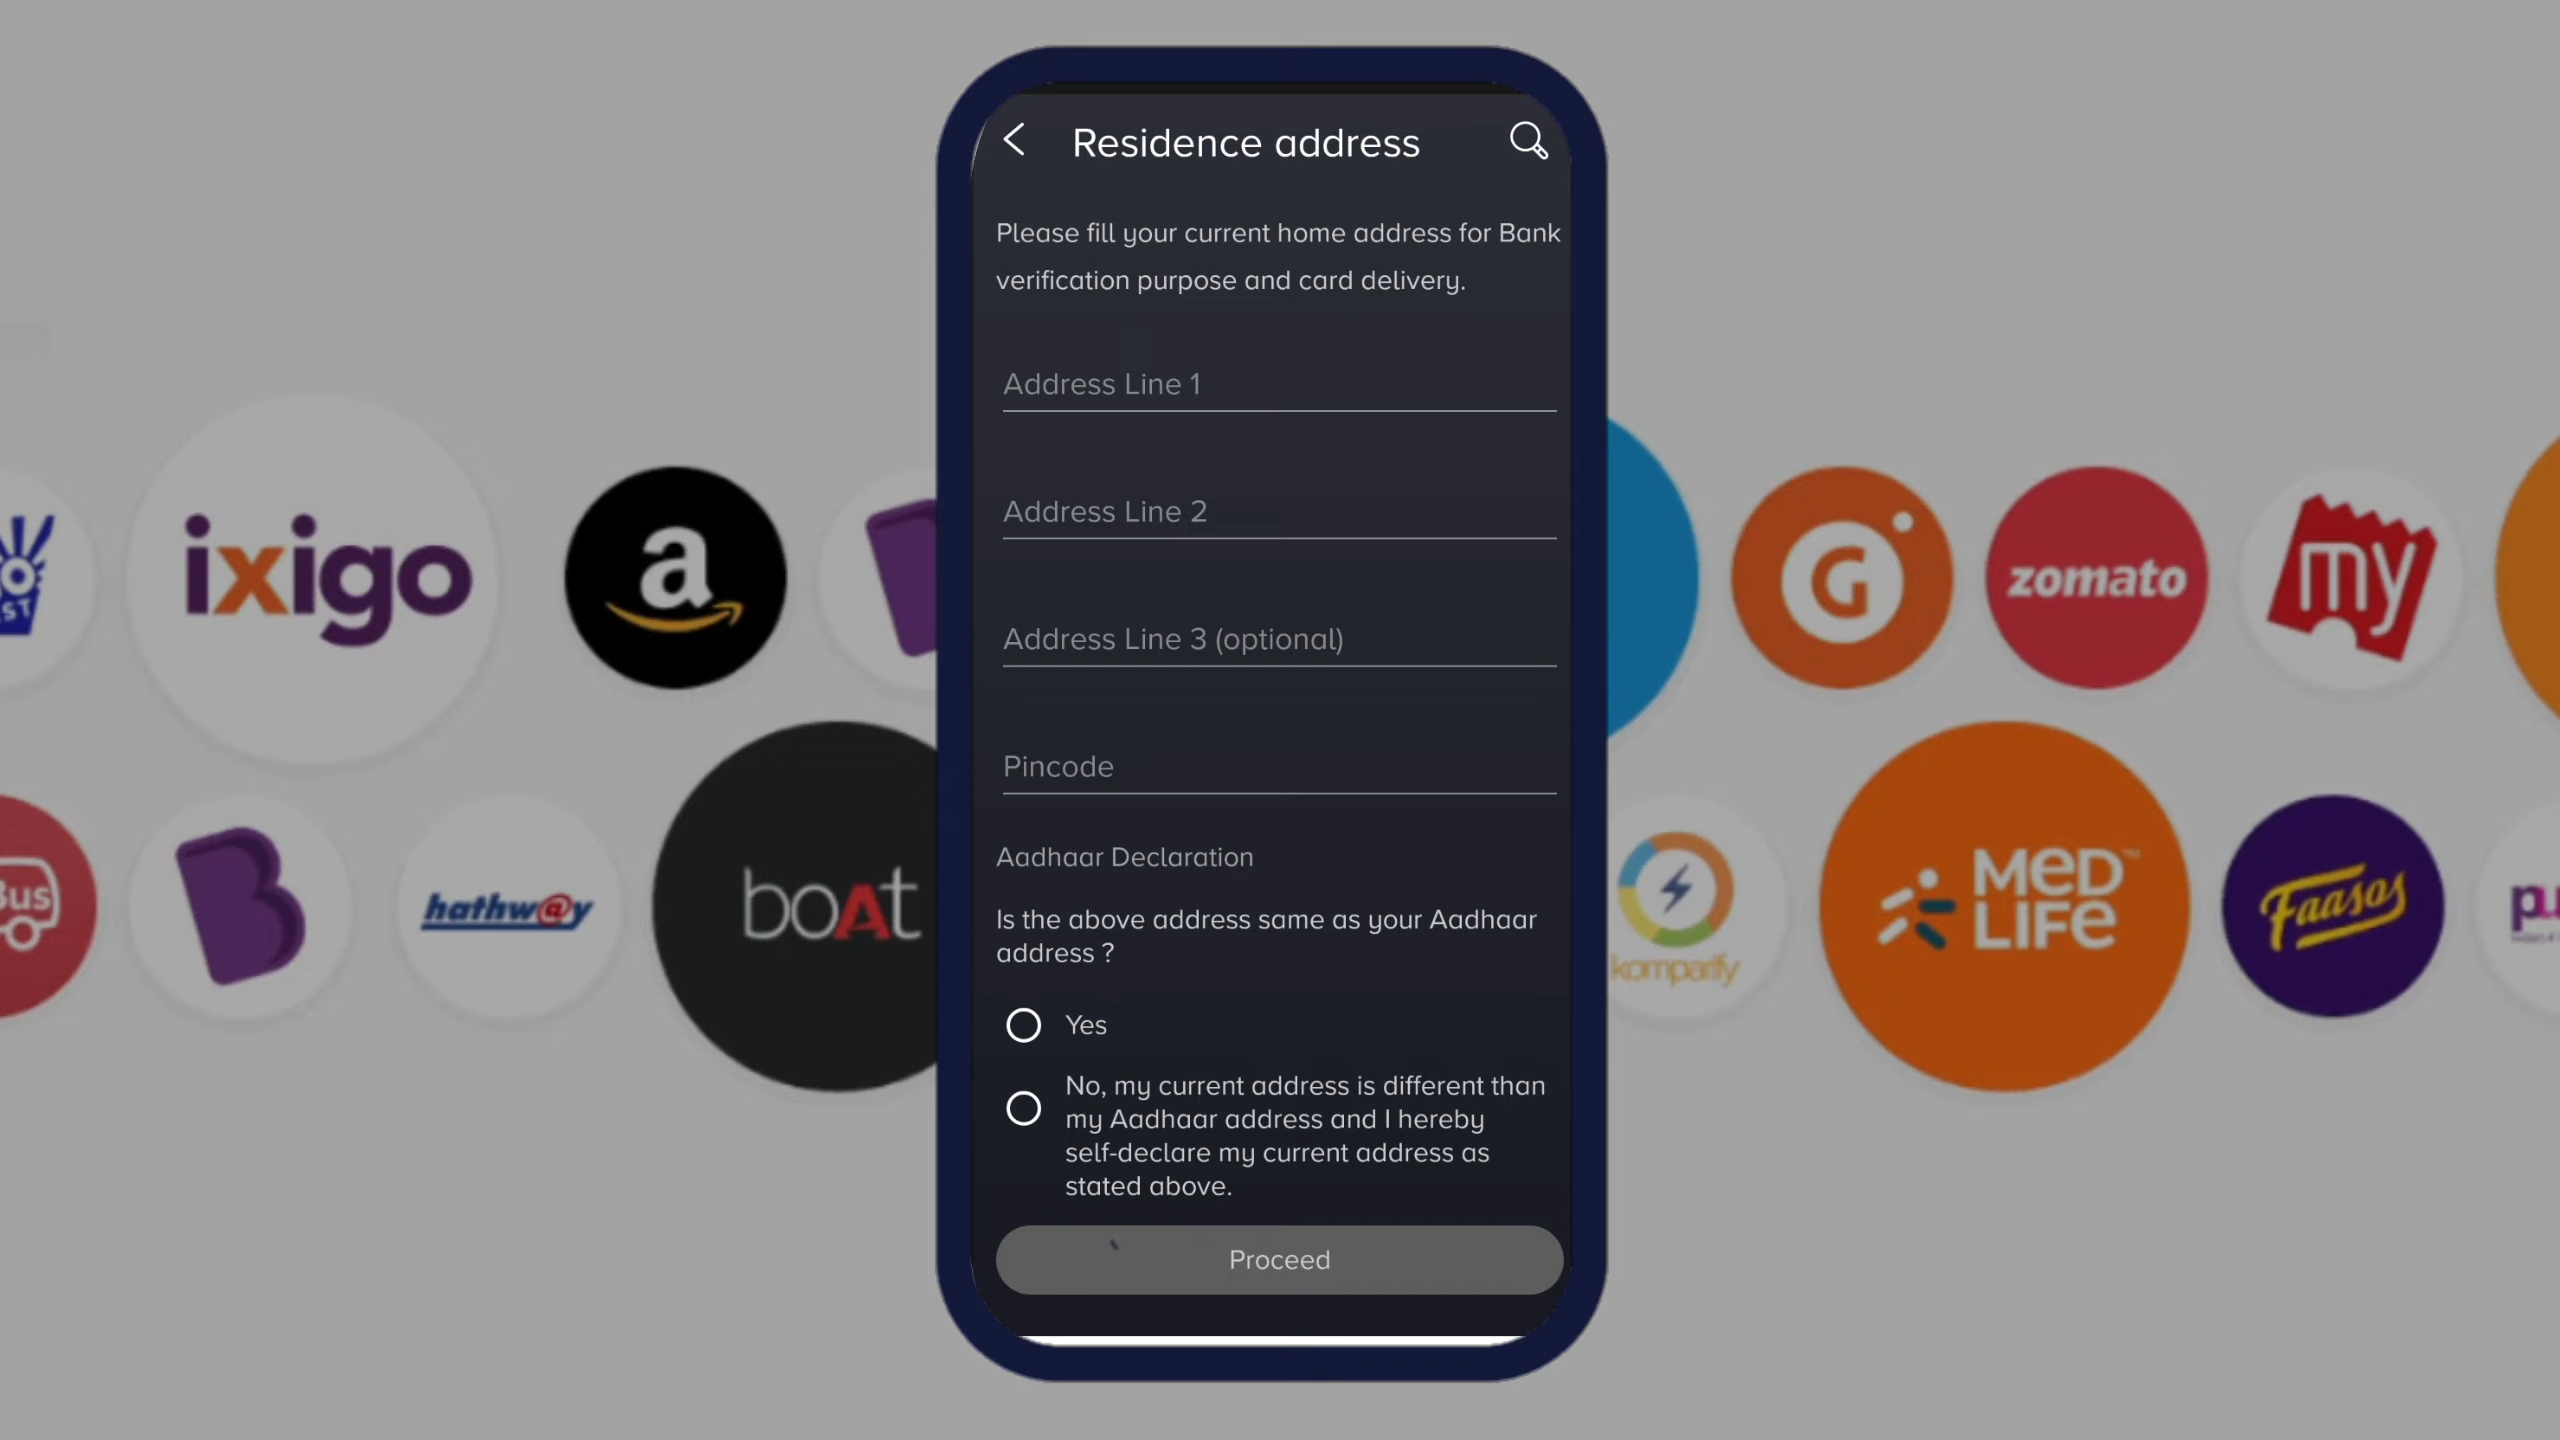 Residence address
Please fill your current home address for Bank
verification purpose and card delivery.
Address Line 1
Address Line 2
Address Line 3 (optional)
Pincode
Aadhaar Declaration
Is the above address same as your Aadhaar
address ?
Yes
No, my current address is different than
my Aadhaar address and I hereby
self-declare my current address as
stated above.
Proceed
ixigo
a
G
zomato
my
Bus
B
hathw@y
boAt
komparify
MeD
LiFe
TM
Faasos